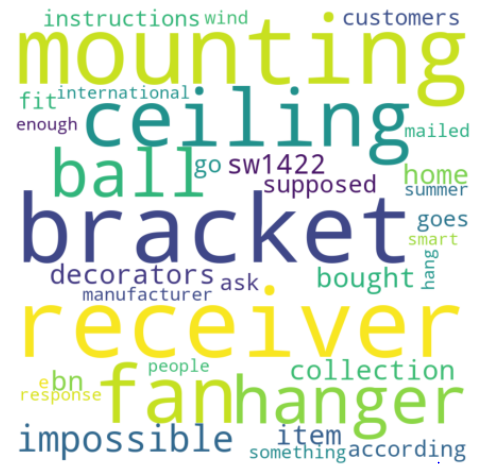 instructions wind customers
mounting
fit international
enough ceiling mailed
ball go sw1422 home
supposed summer
bracket goes
smart
decorators ask bought hang
manufacturer
receiver
people collection
e bn fan hanger
response
impossible item according
something